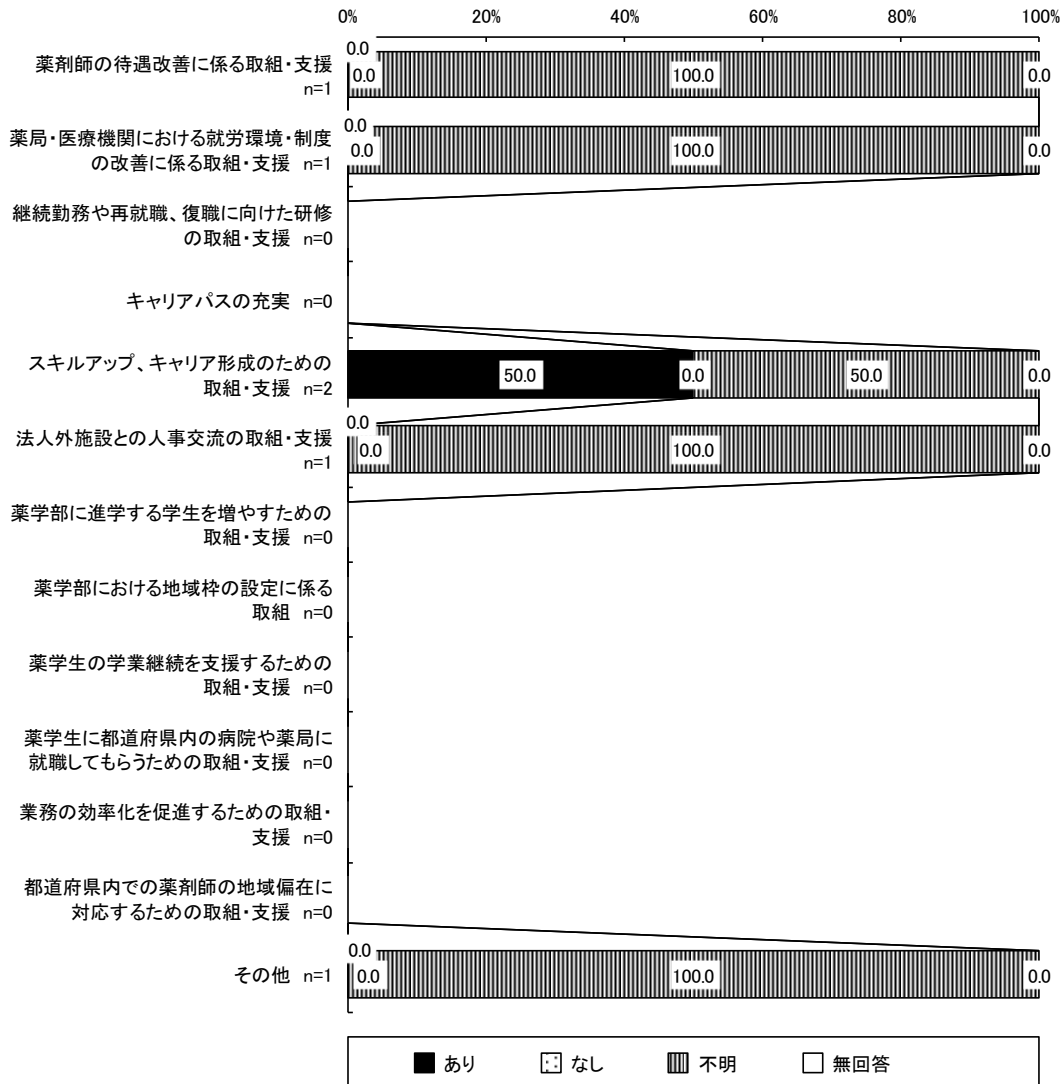 0% 20% 40% 60% 80% 100%
薬剤師の待遇改善に係る取組・支援
n=1
0.0
0.0 100.0 0.0
薬局・医療機関における就労環境・制度
の改善に係る取組・支援 n=1
0.0
0.0 100.0 0.0
継続勤務や再就職、復職に向けた研修
の取組・支援 n=0
キャリアパスの充実 n=0
スキルアップ、キャリア形成のための
取組・支援 n=2
50.0 0.0 50.0 0.0
法人外施設との人事交流の取組・支援
n=1
0.0
0.0 100.0 0.0
薬学部に進学する学生を増やすための
取組・支援 n=0
薬学部における地域枠の設定に係る
取組 n=0
薬学生の学業継続を支援するための
取組・支援 n=0
薬学生に都道府県内の病院や薬局に
就職してもらうための取組・支援 n=0
業務の効率化を促進するための取組・
支援 n=0
都道府県内での薬剤師の地域偏在に
対応するための取組・支援 n=0
その他 n=1
0.0
0.0 100.0 0.0
あり なし 不明 無回答